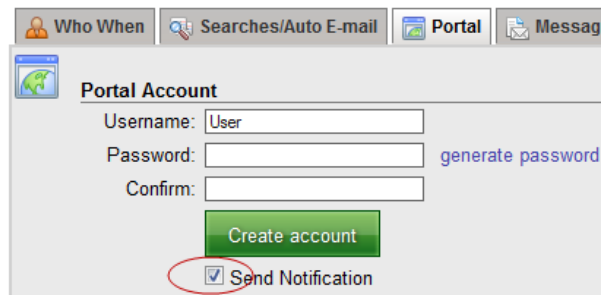 Who When Searches/Auto E-mail Portal Messag
Portal Account
Username: User
Password: generate password
Confirm:
Create account
Send Notification